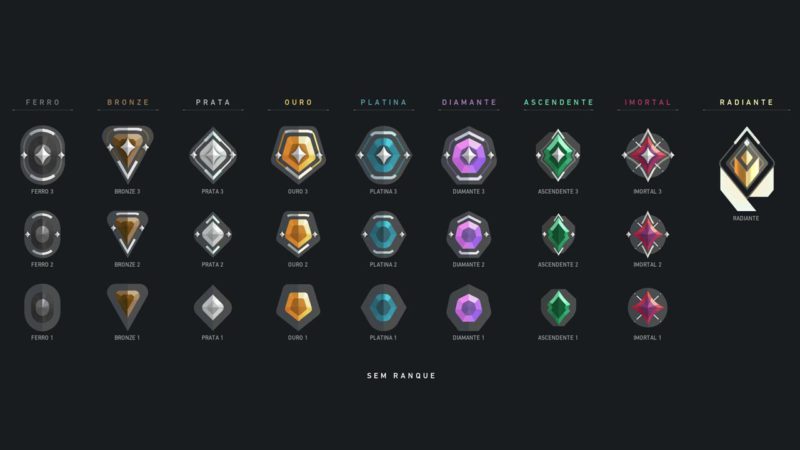 FERRO BRONZE PRATA OURO PLATINA DIAMANTE ASCENDENTE IMORTAL RADIANTE
FERRO 3 BRONZE 3 PRATA 3 OURO 3 PLATINA 3 DIAMANTE 3 ASCENDENTE 3 IMORTAL 3
RADIANTE
FERRO 2 BRONZE 2 PRATA 2 OURO 2 PLATINA 2 DIAMANTE 2 ASCENDENTE 2 IMORTAL 2
FERRO 1 BRONZE 1 PRATA 1 OURO 1 PLATINA 1 DIAMANTE 1 ASCENDENTE 1 IMORTAL 1
SEM RANQUE